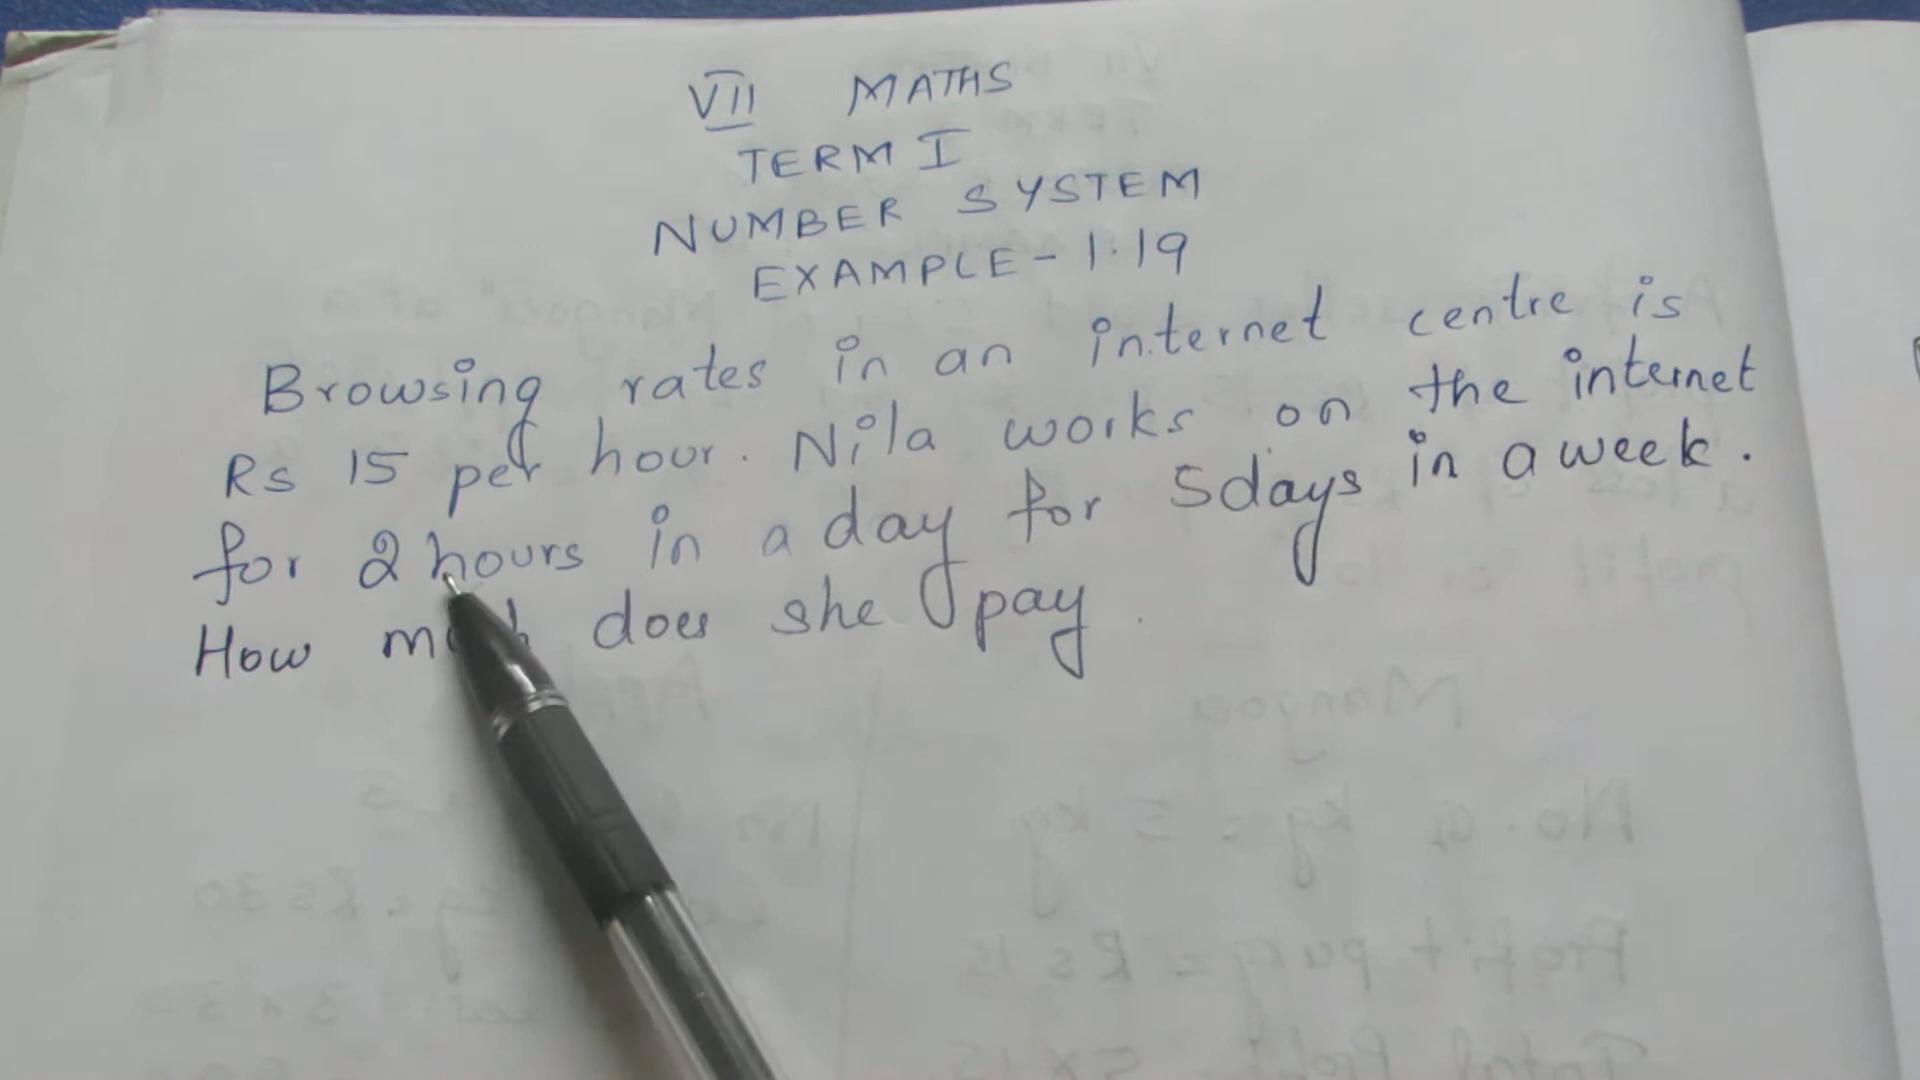 VII MATHS
TERM I
NUMBER SYSTEM
EXAMPLE - 1.19
Browsing rates in an internet centre is
Rs 15 per hour. Nila works on the internet
for 2 hours in a day for 5days in a week.
How does she pay.